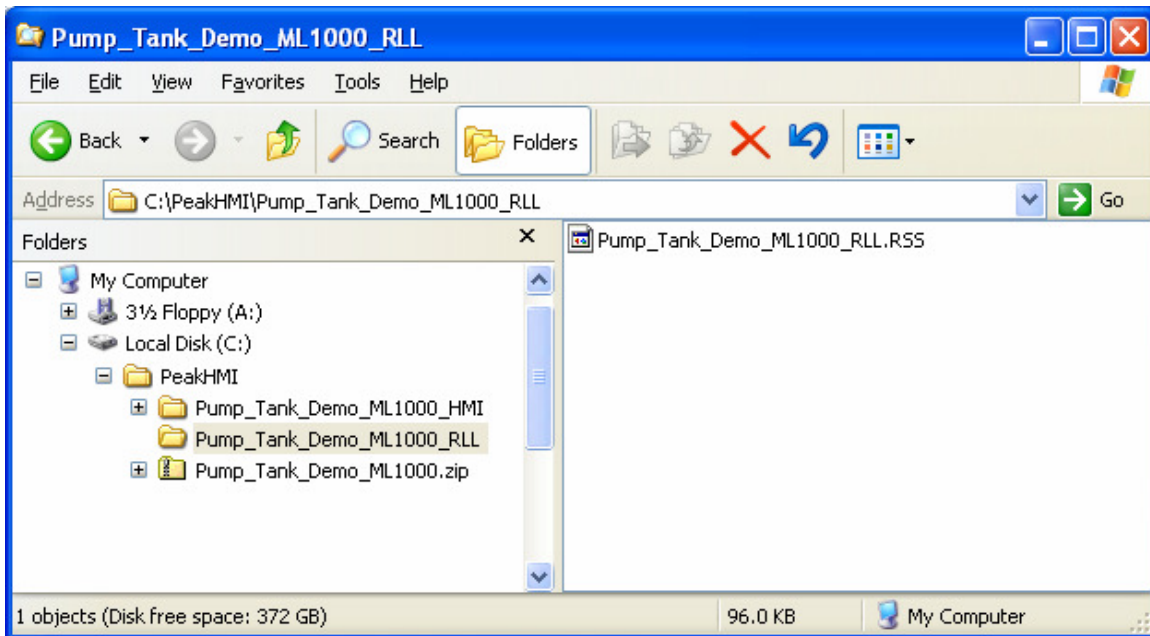 Pump_Tank_Demo_ML1000_RLL
File Edit View Favorites Tools Help
Back Search Folders
Address C:\PeakHMI\Pump_Tank_Demo_ML1000_RLL Go
Folders
My Computer
3½ Floppy (A:)
Local Disk (C:)
PeakHMI
Pump_Tank_Demo_ML1000_HMI
Pump_Tank_Demo_ML1000_RLL
Pump_Tank_Demo_ML1000.zip
Pump_Tank_Demo_ML1000_RLL.RSS
1 objects (Disk free space: 372 GB) 96.0 KB My Computer